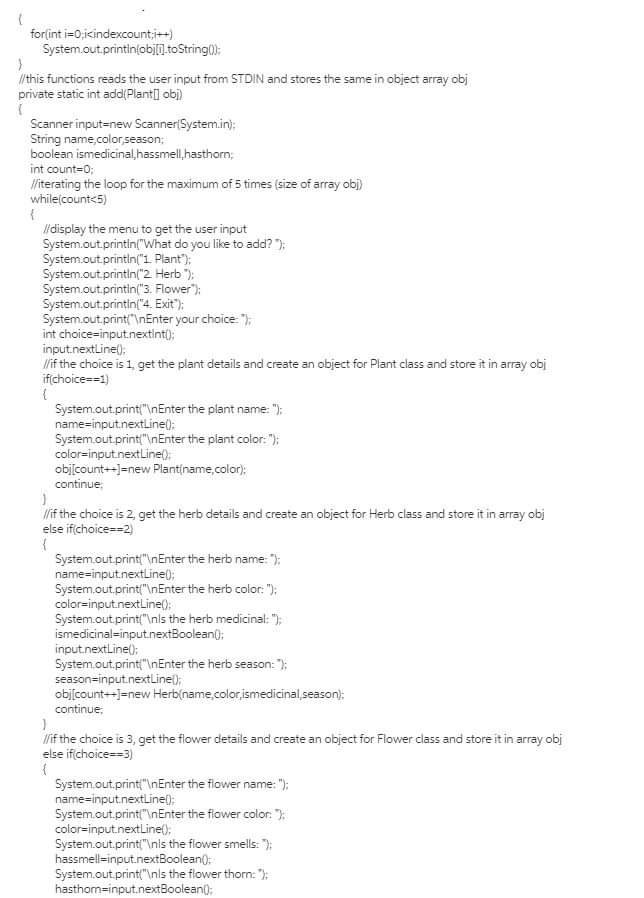 {
for(int i=0;i<indexcount;i++)
System.out.println(obj[i].toString());
}
//this functions reads the user input from STDIN and stores the same in object array obj
private static int add(Plant[] obj)
{
Scanner input=new Scanner(System.in);
String name,color,season;
boolean ismedicinal,hassmell,hasthorn;
int count=0;
//iterating the loop for the maximum of 5 times (size of array obj)
while(count<5)
{
//display the menu to get the user input
System.out.println("What do you like to add? ");
System.out.println("1. Plant");
System.out.println("2. Herb ");
System.out.println("3. Flower");
System.out.println("4. Exit");
System.out.print("\nEnter your choice: ");
int choice=input.nextInt();
input.nextLine();
//if the choice is 1, get the plant details and create an object for Plant class and store it in array obj
if(choice==1)
{
System.out.print("\nEnter the plant name: ");
name=input.nextLine();
System.out.print("\nEnter the plant color: ");
color=input.nextLine();
obj[count++]=new Plant(name,color);
continue;
}
//if the choice is 2, get the herb details and create an object for Herb class and store it in array obj
else if(choice==2)
{
System.out.print("\nEnter the herb name: ");
name=input.nextLine();
System.out.print("\nEnter the herb color: ");
color=input.nextLine();
System.out.print("\nIs the herb medicinal: ");
ismedicinal=input.nextBoolean();
input.nextLine();
System.out.print("\nEnter the herb season: ");
season=input.nextLine();
obj[count++]=new Herb(name,color,ismedicinal,season);
continue;
}
//if the choice is 3, get the flower details and create an object for Flower class and store it in array obj
else if(choice==3)
{
System.out.print("\nEnter the flower name: ");
name=input.nextLine();
System.out.print("\nEnter the flower color: ");
color=input.nextLine();
System.out.print("\nIs the flower smells: ");
hassmell=input.nextBoolean();
System.out.print("\nIs the flower thorn: ");
hasthorn=input.nextBoolean();